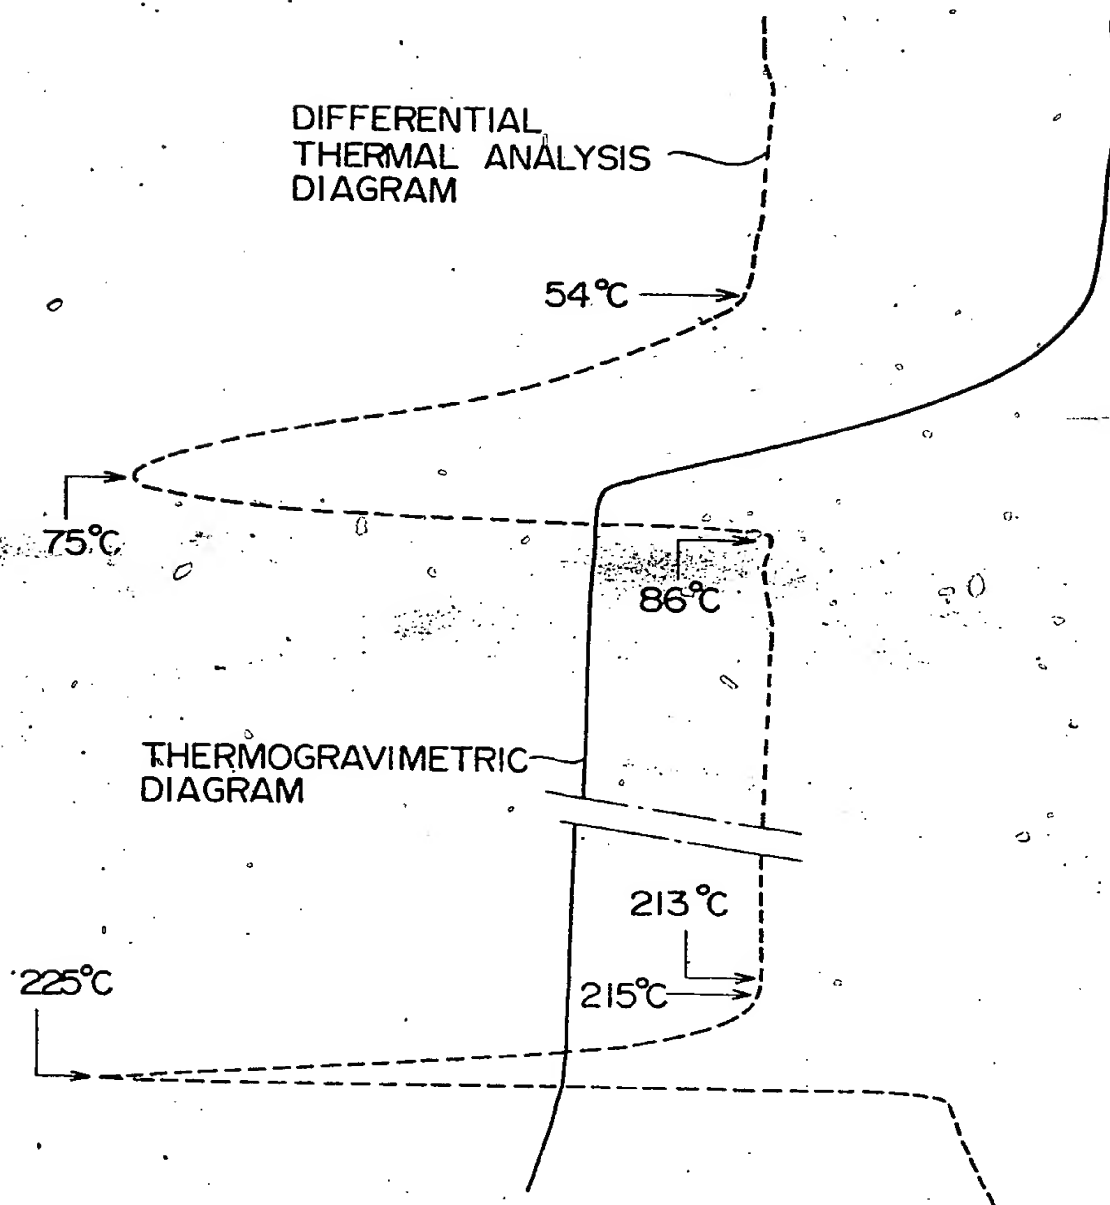 DIFFERENTIAL
THERMAL ANALYSIS
DIAGRAM
54°C
75°C
86°C
THERMOGRAVIMETRIC
DIAGRAM
213°C
225°C
215°C